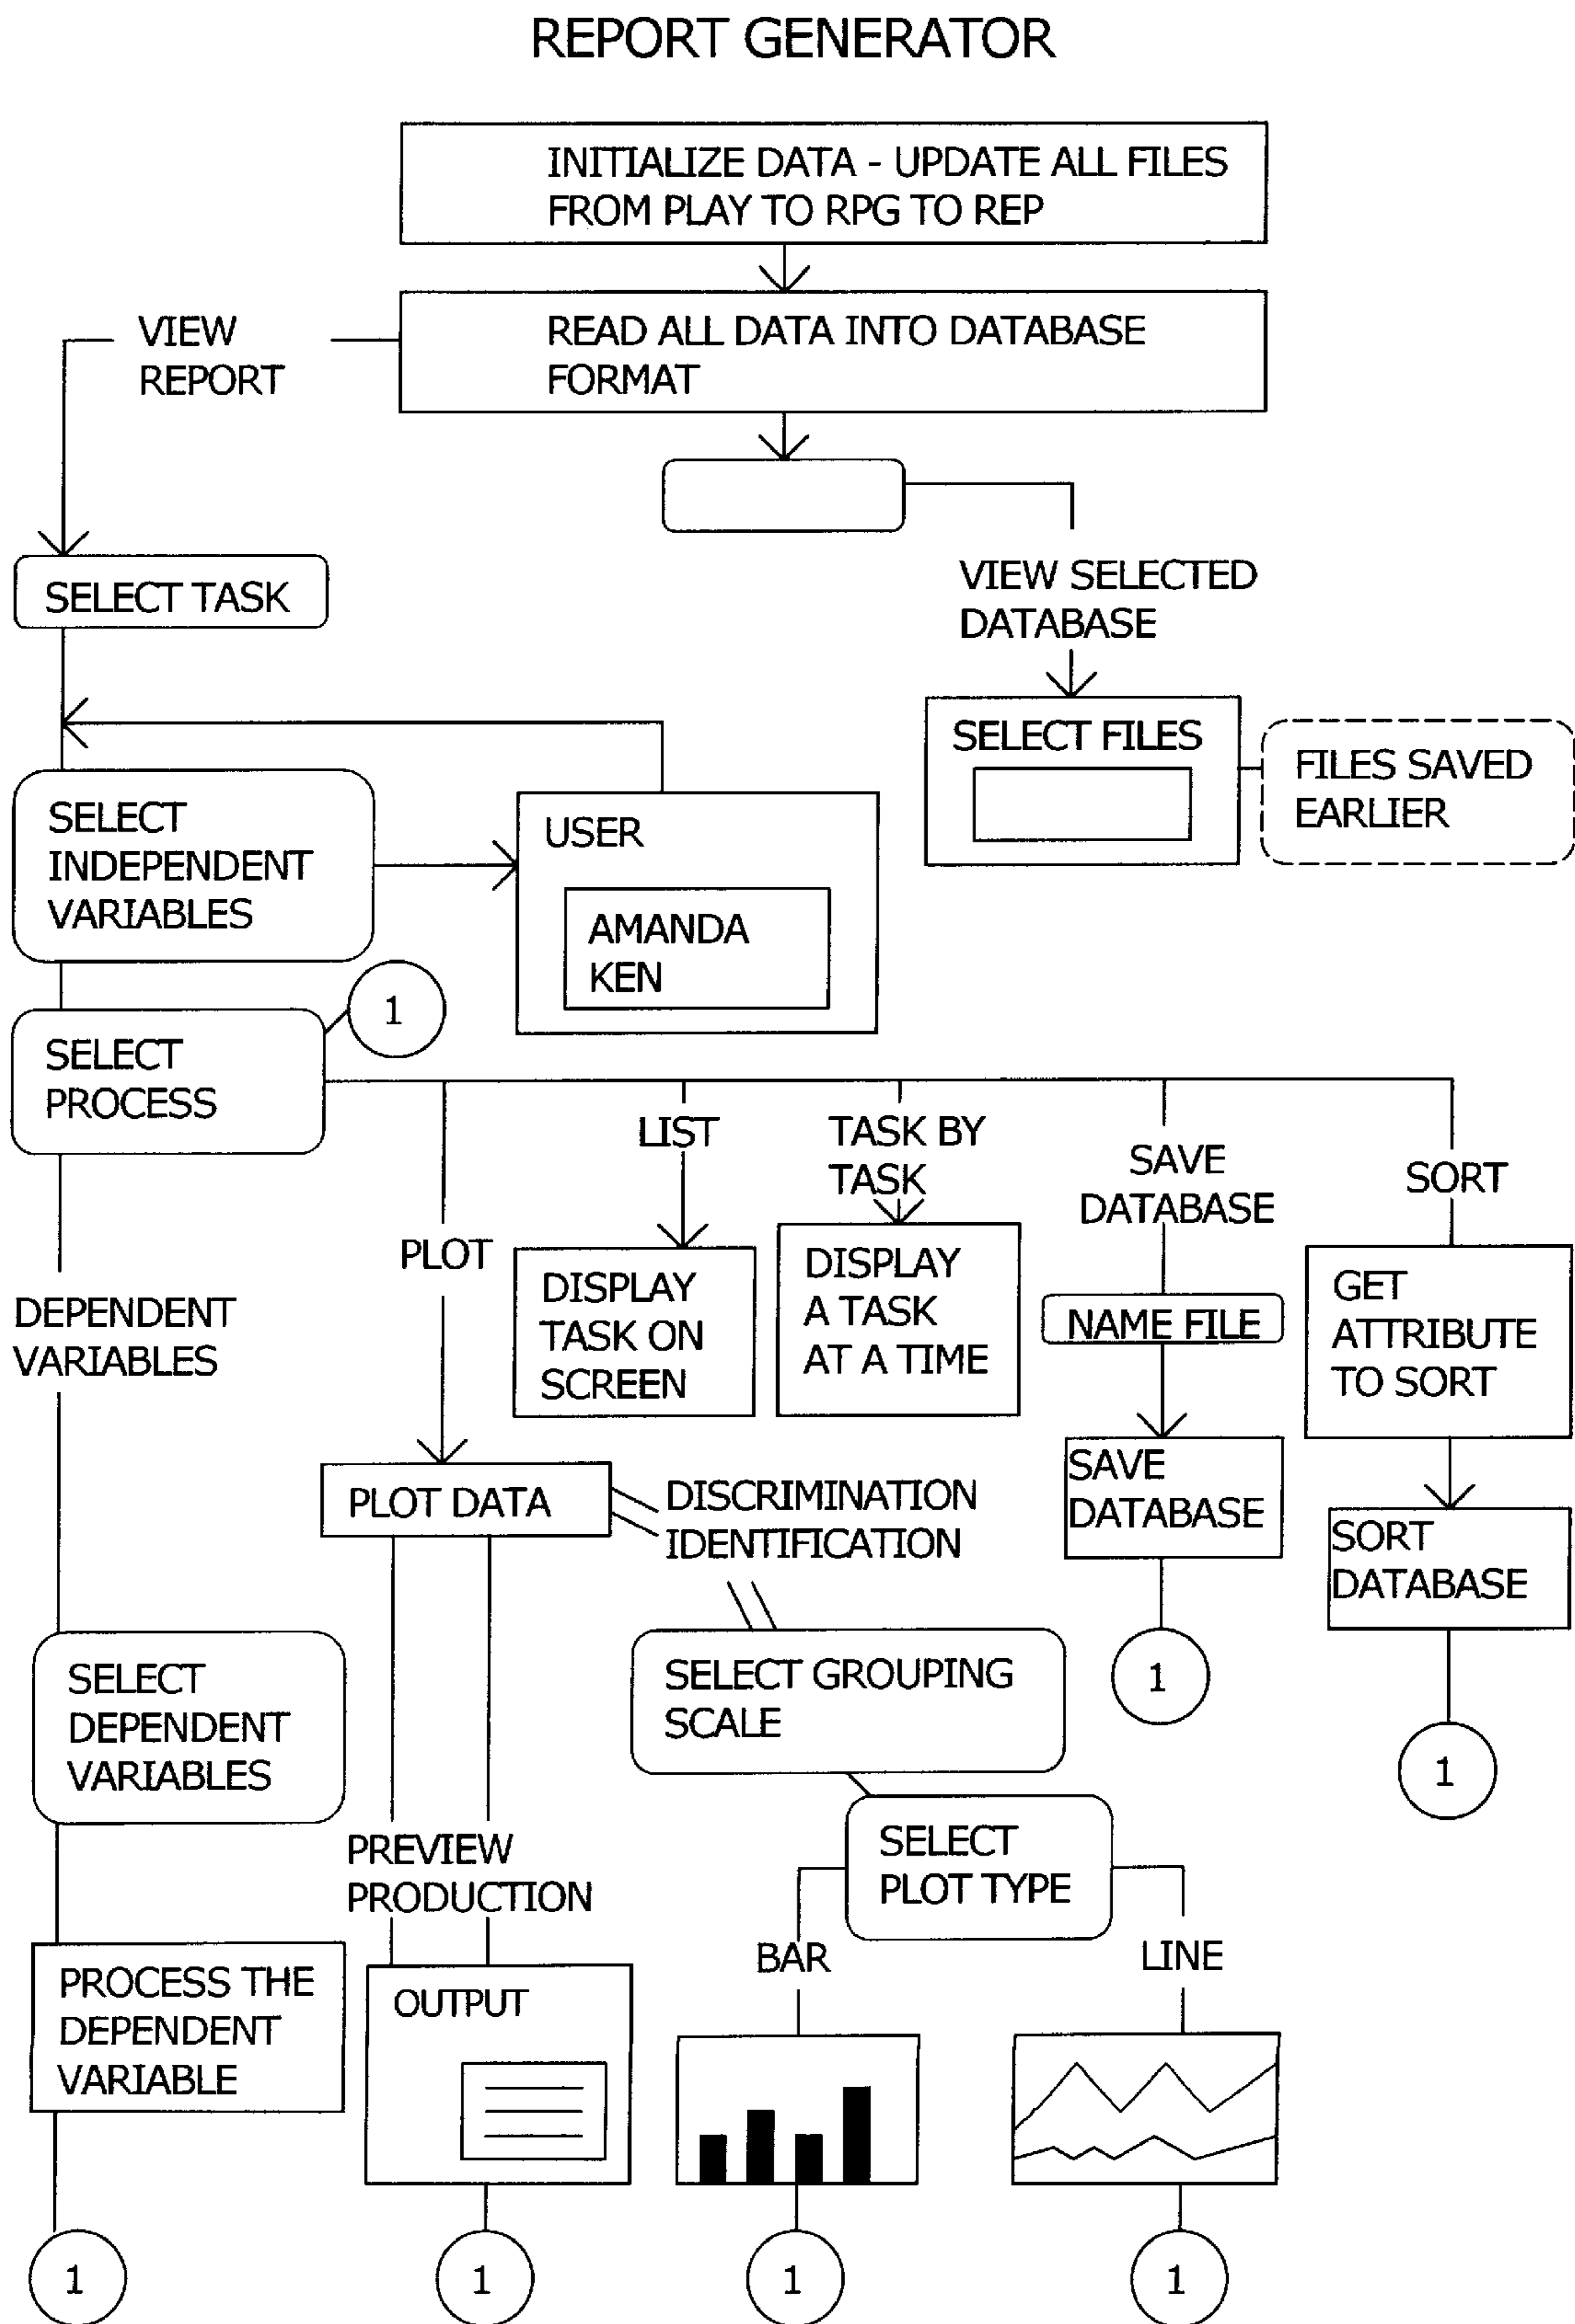 REPORT GENERATOR
INITIALIZE DATA - UPDATE ALL FILES
FROM PLAY TO RPG TO REP
VIEW
REPORT
READ ALL DATA INTO DATABASE
FORMAT
SELECT TASK
VIEW SELECTED
DATABASE
SELECT FILES
FILES SAVED
EARLIER
SELECT
INDEPENDENT
VARIABLES
USER
AMANDA
KEN
1
SELECT
PROCESS
PLOT
LIST
TASK BY
TASK
SAVE
DATABASE
SORT
DEPENDENT
VARIABLES
DISPLAY
TASK ON
SCREEN
DISPLAY
A TASK
AT A TIME
NAME FILE
GET
ATTRIBUTE
TO SORT
PLOT DATA
DISCRIMINATION
IDENTIFICATION
SAVE
DATABASE
SORT
DATABASE
SELECT
DEPENDENT
VARIABLES
SELECT GROUPING
SCALE
1
1
PREVIEW
PRODUCTION
SELECT
PLOT TYPE
BAR
LINE
PROCESS THE
DEPENDENT
VARIABLE
OUTPUT
1
1
1
1